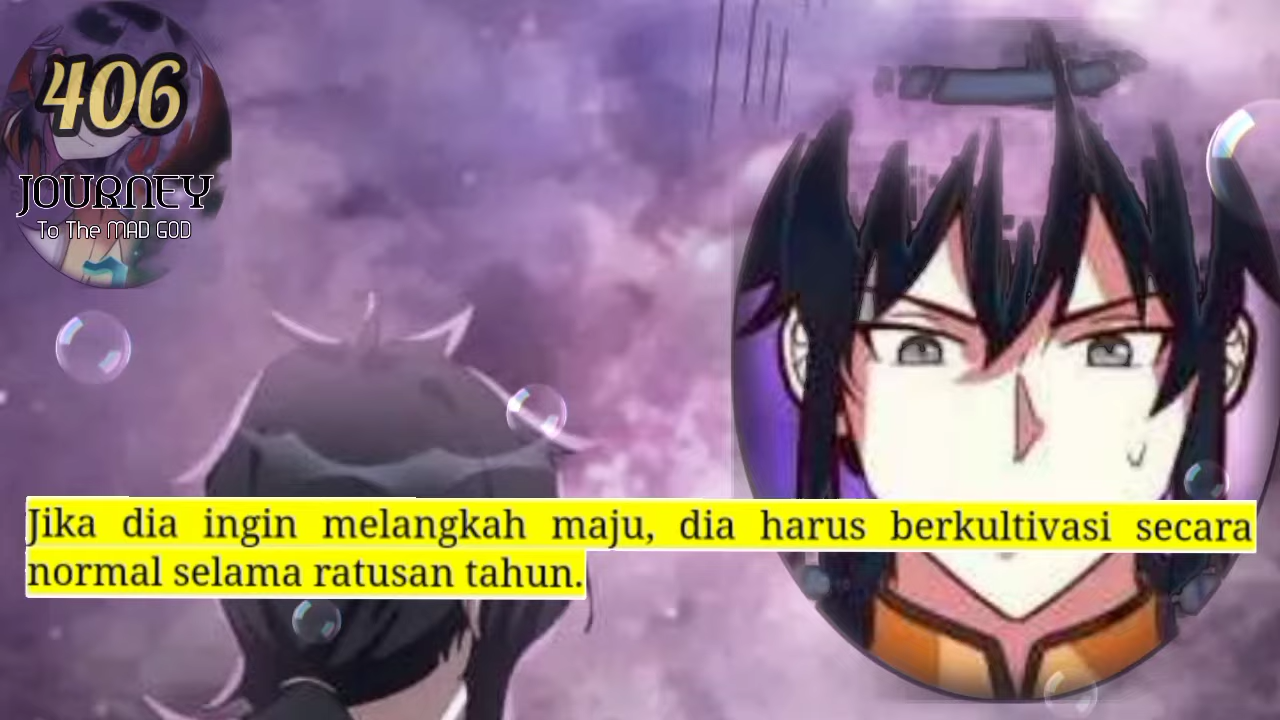 406
JOURNEY
To The MAD GOD
Jika dia ingin melangkah maju, dia harus berkultivasi secara
normal selama ratusan tahun.